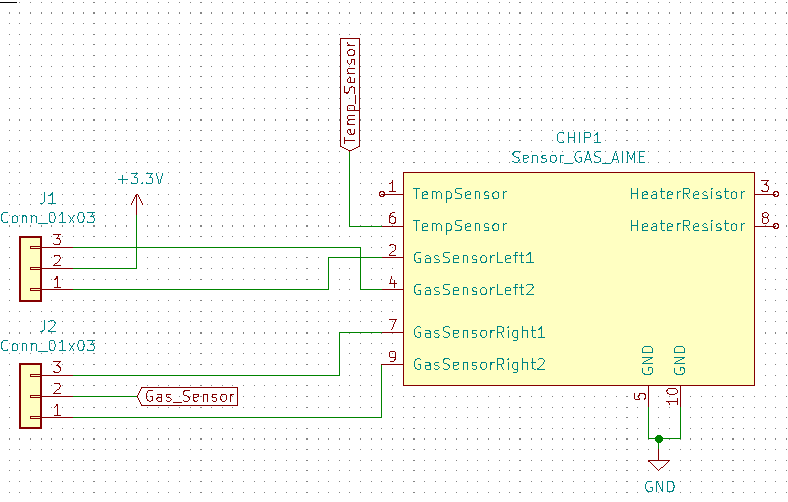 Temp_Sensor
CHIP1
Sensor_GAS_AIME
+3.3V
J1
Conn_01x03
3
2
1
J2
Conn_01x03
3
2
1
Gas_Sensor
1 TempSensor
6 TempSensor
2 GasSensorLeft1
4 GasSensorLeft2
7 GasSensorRight1
9 GasSensorRight2
HeaterResistor 3
HeaterResistor 8
GND 5
GND 10
GND